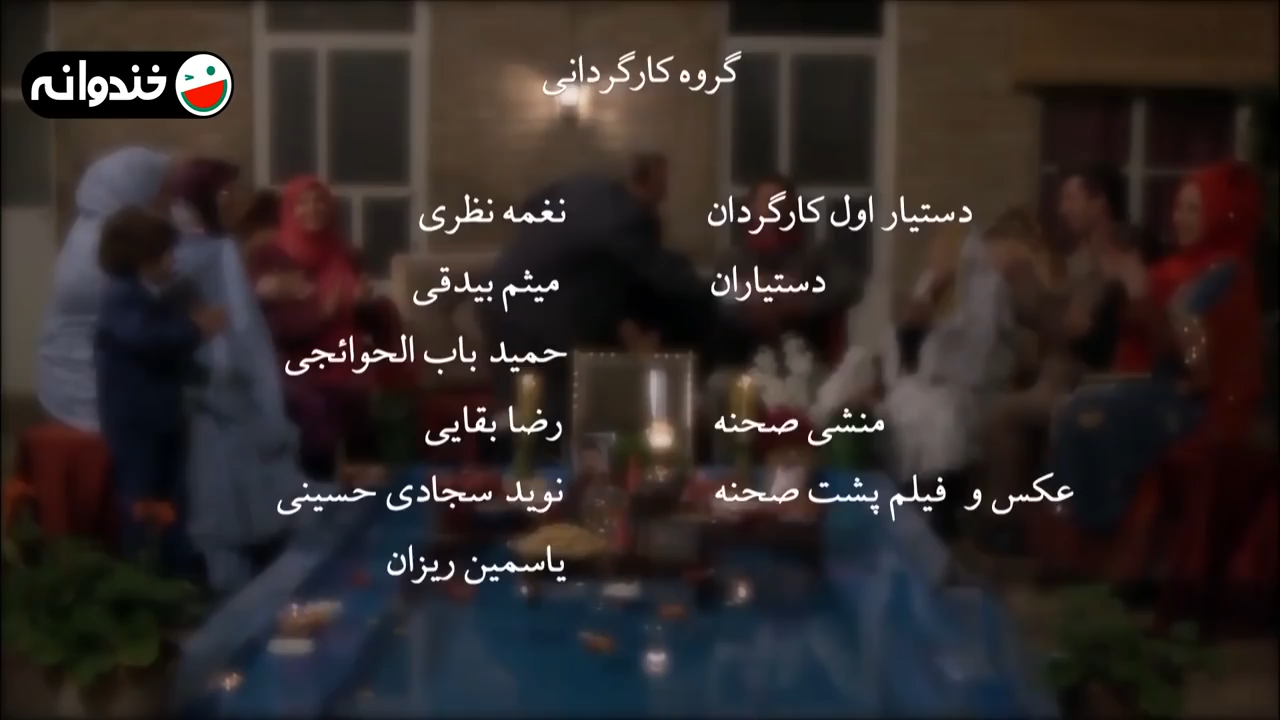 خندوانه
گروه کارگردانی
دستیار اول کارگردان نغمه نظری
دستیاران میثم بیدقی
حمید باب الحوائجی
منشی صحنه رضا بقایی
عکس و فیلم پشت صحنه نوید سجادی حسینی
یاسمین ریزان